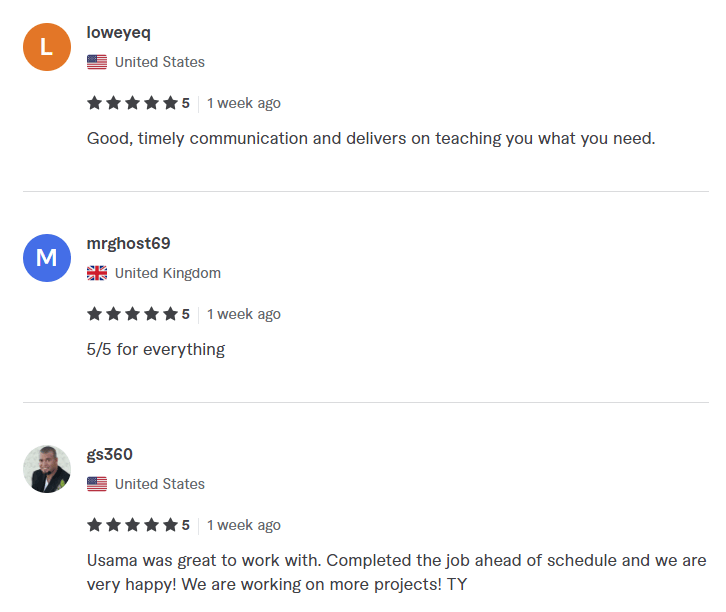 L
loweyeq
United States
5 | 1 week ago
Good, timely communication and delivers on teaching you what you need.
M
mrghost69
United Kingdom
5 | 1 week ago
5/5 for everything
gs360
United States
5 | 1 week ago
Usama was great to work with. Completed the job ahead of schedule and we are
very happy! We are working on more projects! TY